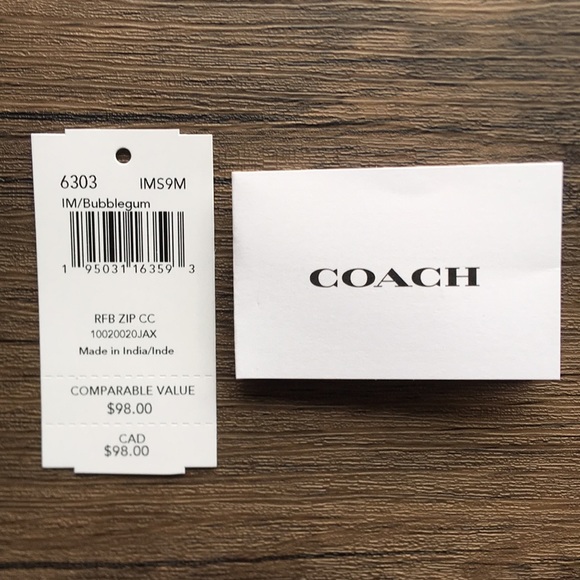 6303 IMS9M
IM/Bubblegum
1 95031 16359 3
RFB ZIP CC
10020020JAX
Made in India/Inde
COMPARABLE VALUE
$98.00
CAD
$98.00
COACH